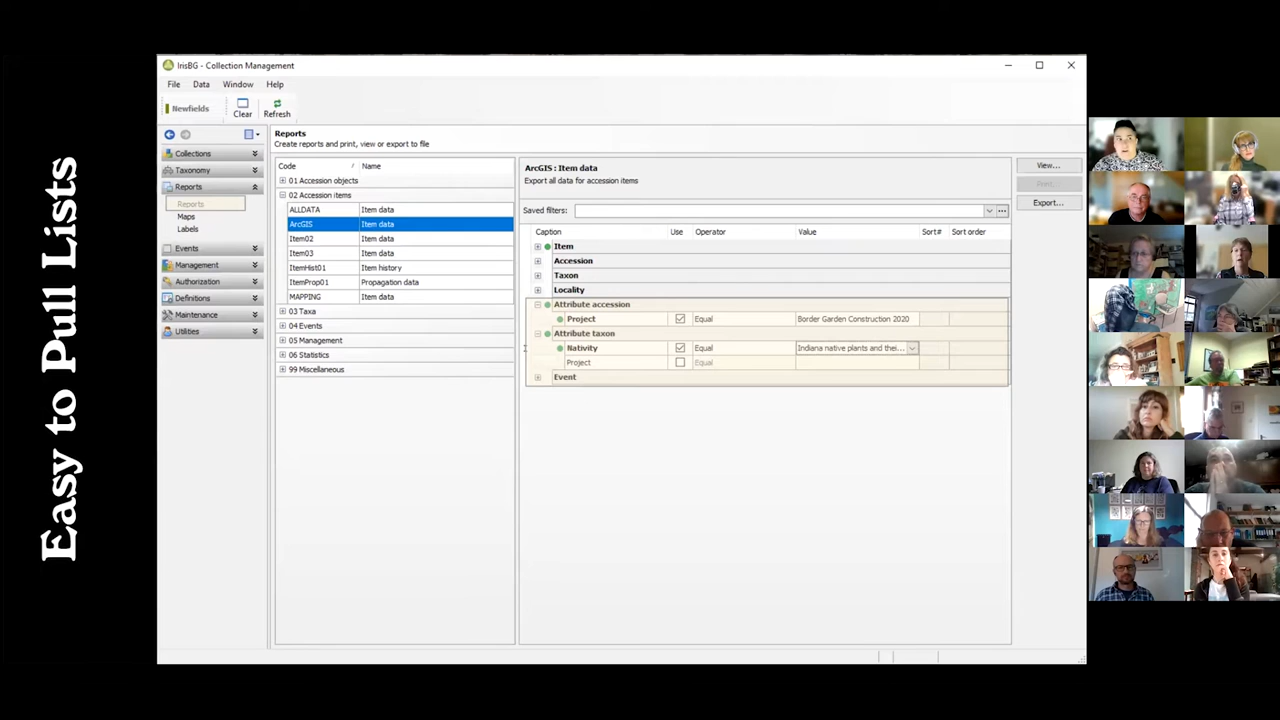 Easy to Pull Lists
IrisBG - Collection Management
File Data Window Help
Newfields Clear Refresh
Collections
Taxonomy
Reports
Reports
Maps
Labels
Events
Management
Authorization
Definitions
Maintenance
Utilities
Reports
Create reports and print, view or export to file
Code Name
01 Accession objects
02 Accession items
ALLDATA Item data
ArcGIS Item data
Item02 Item data
Item03 Item data
ItemHist01 Item history
ItemProp01 Propagation data
MAPPING Item data
03 Taxa
04 Events
05 Management
06 Statistics
99 Miscellaneous
ArcGIS : Item data
Export all data for accession items
Saved filters:
Caption Use Operator Value Sort# Sort order
Item
Accession
Taxon
Locality
Attribute accession
Project Equal Border Garden Construction 2020
Attribute taxon
Nativity Equal Indiana native plants and thei...
Project Equal
Event
View...
Print...
Export...